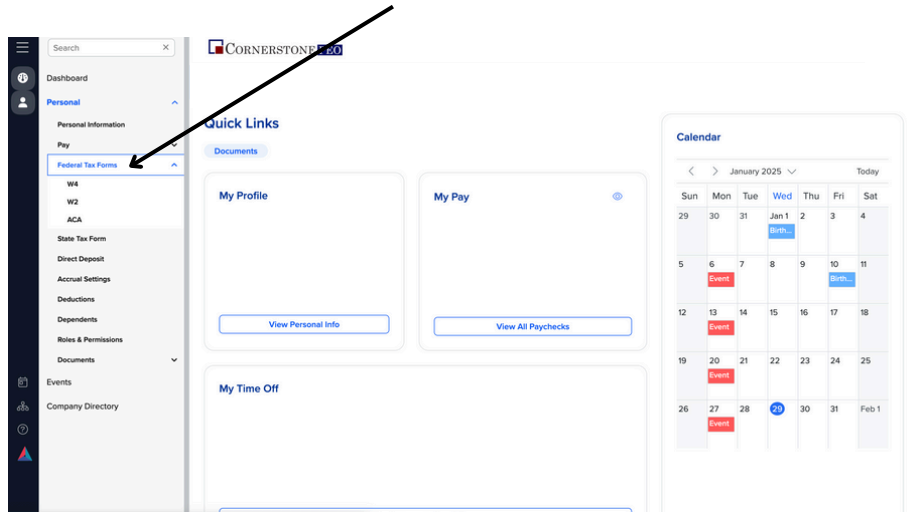 Search
Dashboard
Personal
Personal Information
Pay
Federal Tax Forms
W4
W2
ACA
State Tax Form
Direct Deposit
Accrual Settings
Deductions
Dependents
Roles & Permissions
Documents
Events
Company Directory
CORNERSTONE PEO
Quick Links
Documents
My Profile
View Personal Info
My Pay
View All Paychecks
My Time Off
Calendar
January 2025 Today
Sun Mon Tue Wed Thu Fri Sat
29 30 31 Jan 1 2 3 4
Birth...
5 6 7 8 9 10 11
Event Birth...
12 13 14 15 16 17 18
Event
19 20 21 22 23 24 25
Event
26 27 28 29 30 31 Feb 1
Event